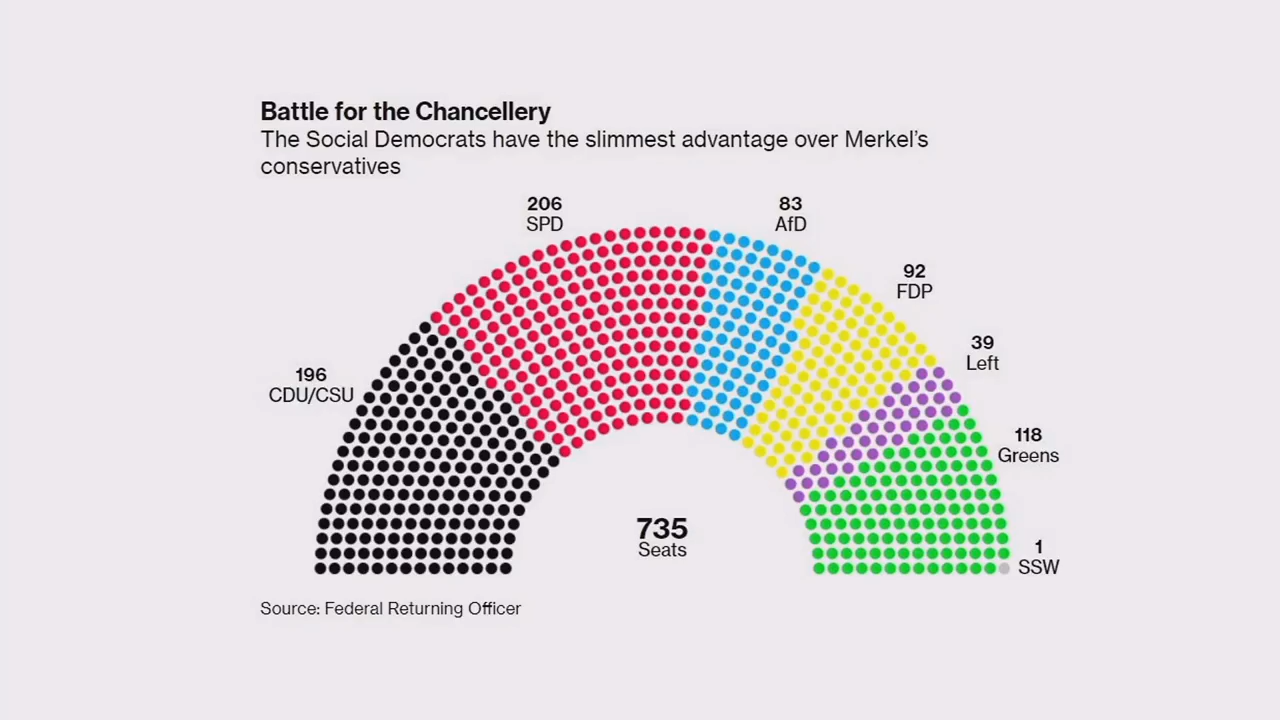 Battle for the Chancellery
The Social Democrats have the slimmest advantage over Merkel's
conservatives
206
SPD
83
AfD
92
FDP
39
Left
196
CDU/CSU
118
Greens
735
Seats
1
SSW
Source: Federal Returning Officer